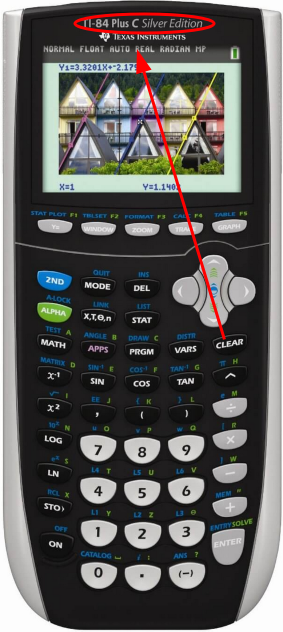 TI-84 Plus C Silver Edition
TEXAS INSTRUMENTS
NORMAL FLOAT AUTO REAL RADIAN MP
Y1=3.3201X+-2.179
X=1 Y=1.1402
STAT PLOT F1 TBLSET F2 FORMAT F3 CALC F4 TABLE F5
Y= WINDOW ZOOM TRACE GRAPH
QUIT INS
2ND MODE DEL
A-LOCK LINK LIST
ALPHA X,T,Θ,n STAT
TEST A ANGLE B DRAW C DISTR
MATH APPS PRGM VARS CLEAR
MATRIX D SIN⁻¹ E COS⁻¹ F TAN⁻¹ G π H
x⁻¹ SIN COS TAN ^
√ I EE J { K } L e M
x² , ( ) ÷
10ˣ N u O v P w Q [ R
LOG 7 8 9 ×
eˣ S L4 T L5 U L6 V ] W
LN 4 5 6 −
RCL X L1 Y L2 Z L3 Θ MEM "
STO› 1 2 3 +
OFF CATALOG ⎵ i : ANS ? ENTRY SOLVE
ON 0 . (−) ENTER